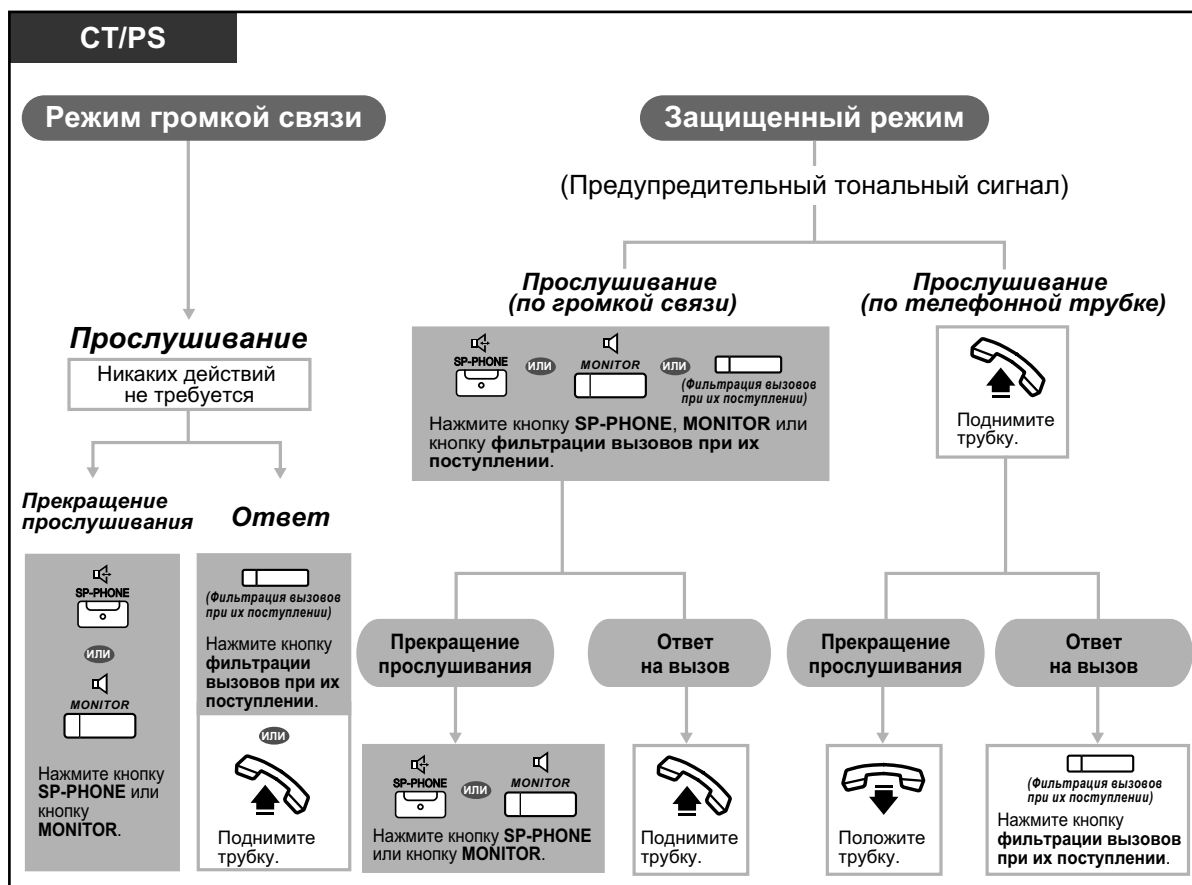 CT/PS
Режим громкой связи
Прослушивание
Никаких действий
не требуется
Прекращение
прослушивания
SP-PHONE
или
MONITOR
Нажмите кнопку
SP-PHONE или
кнопку
MONITOR.
Ответ
(Фильтрация вызовов
при их поступлении)
Нажмите кнопку
фильтрации
вызовов при их
поступлении.
или
Поднимите
трубку.
Защищенный режим
(Предупредительный тональный сигнал)
Прослушивание
(по громкой связи)
SP-PHONE
или
MONITOR
или
(Фильтрация вызовов
при их поступлении)
Нажмите кнопку SP-PHONE, MONITOR или
кнопку фильтрации вызовов при их
поступлении.
Прекращение
прослушивания
SP-PHONE
или
MONITOR
Нажмите кнопку SP-PHONE
или кнопку MONITOR.
Ответ
на вызов
Поднимите
трубку.
Прослушивание
(по телефонной трубке)
Поднимите
трубку.
Прекращение
прослушивания
Положите
трубку.
Ответ
на вызов
(Фильтрация вызовов
при их поступлении)
Нажмите кнопку
фильтрации вызовов
при их поступлении.